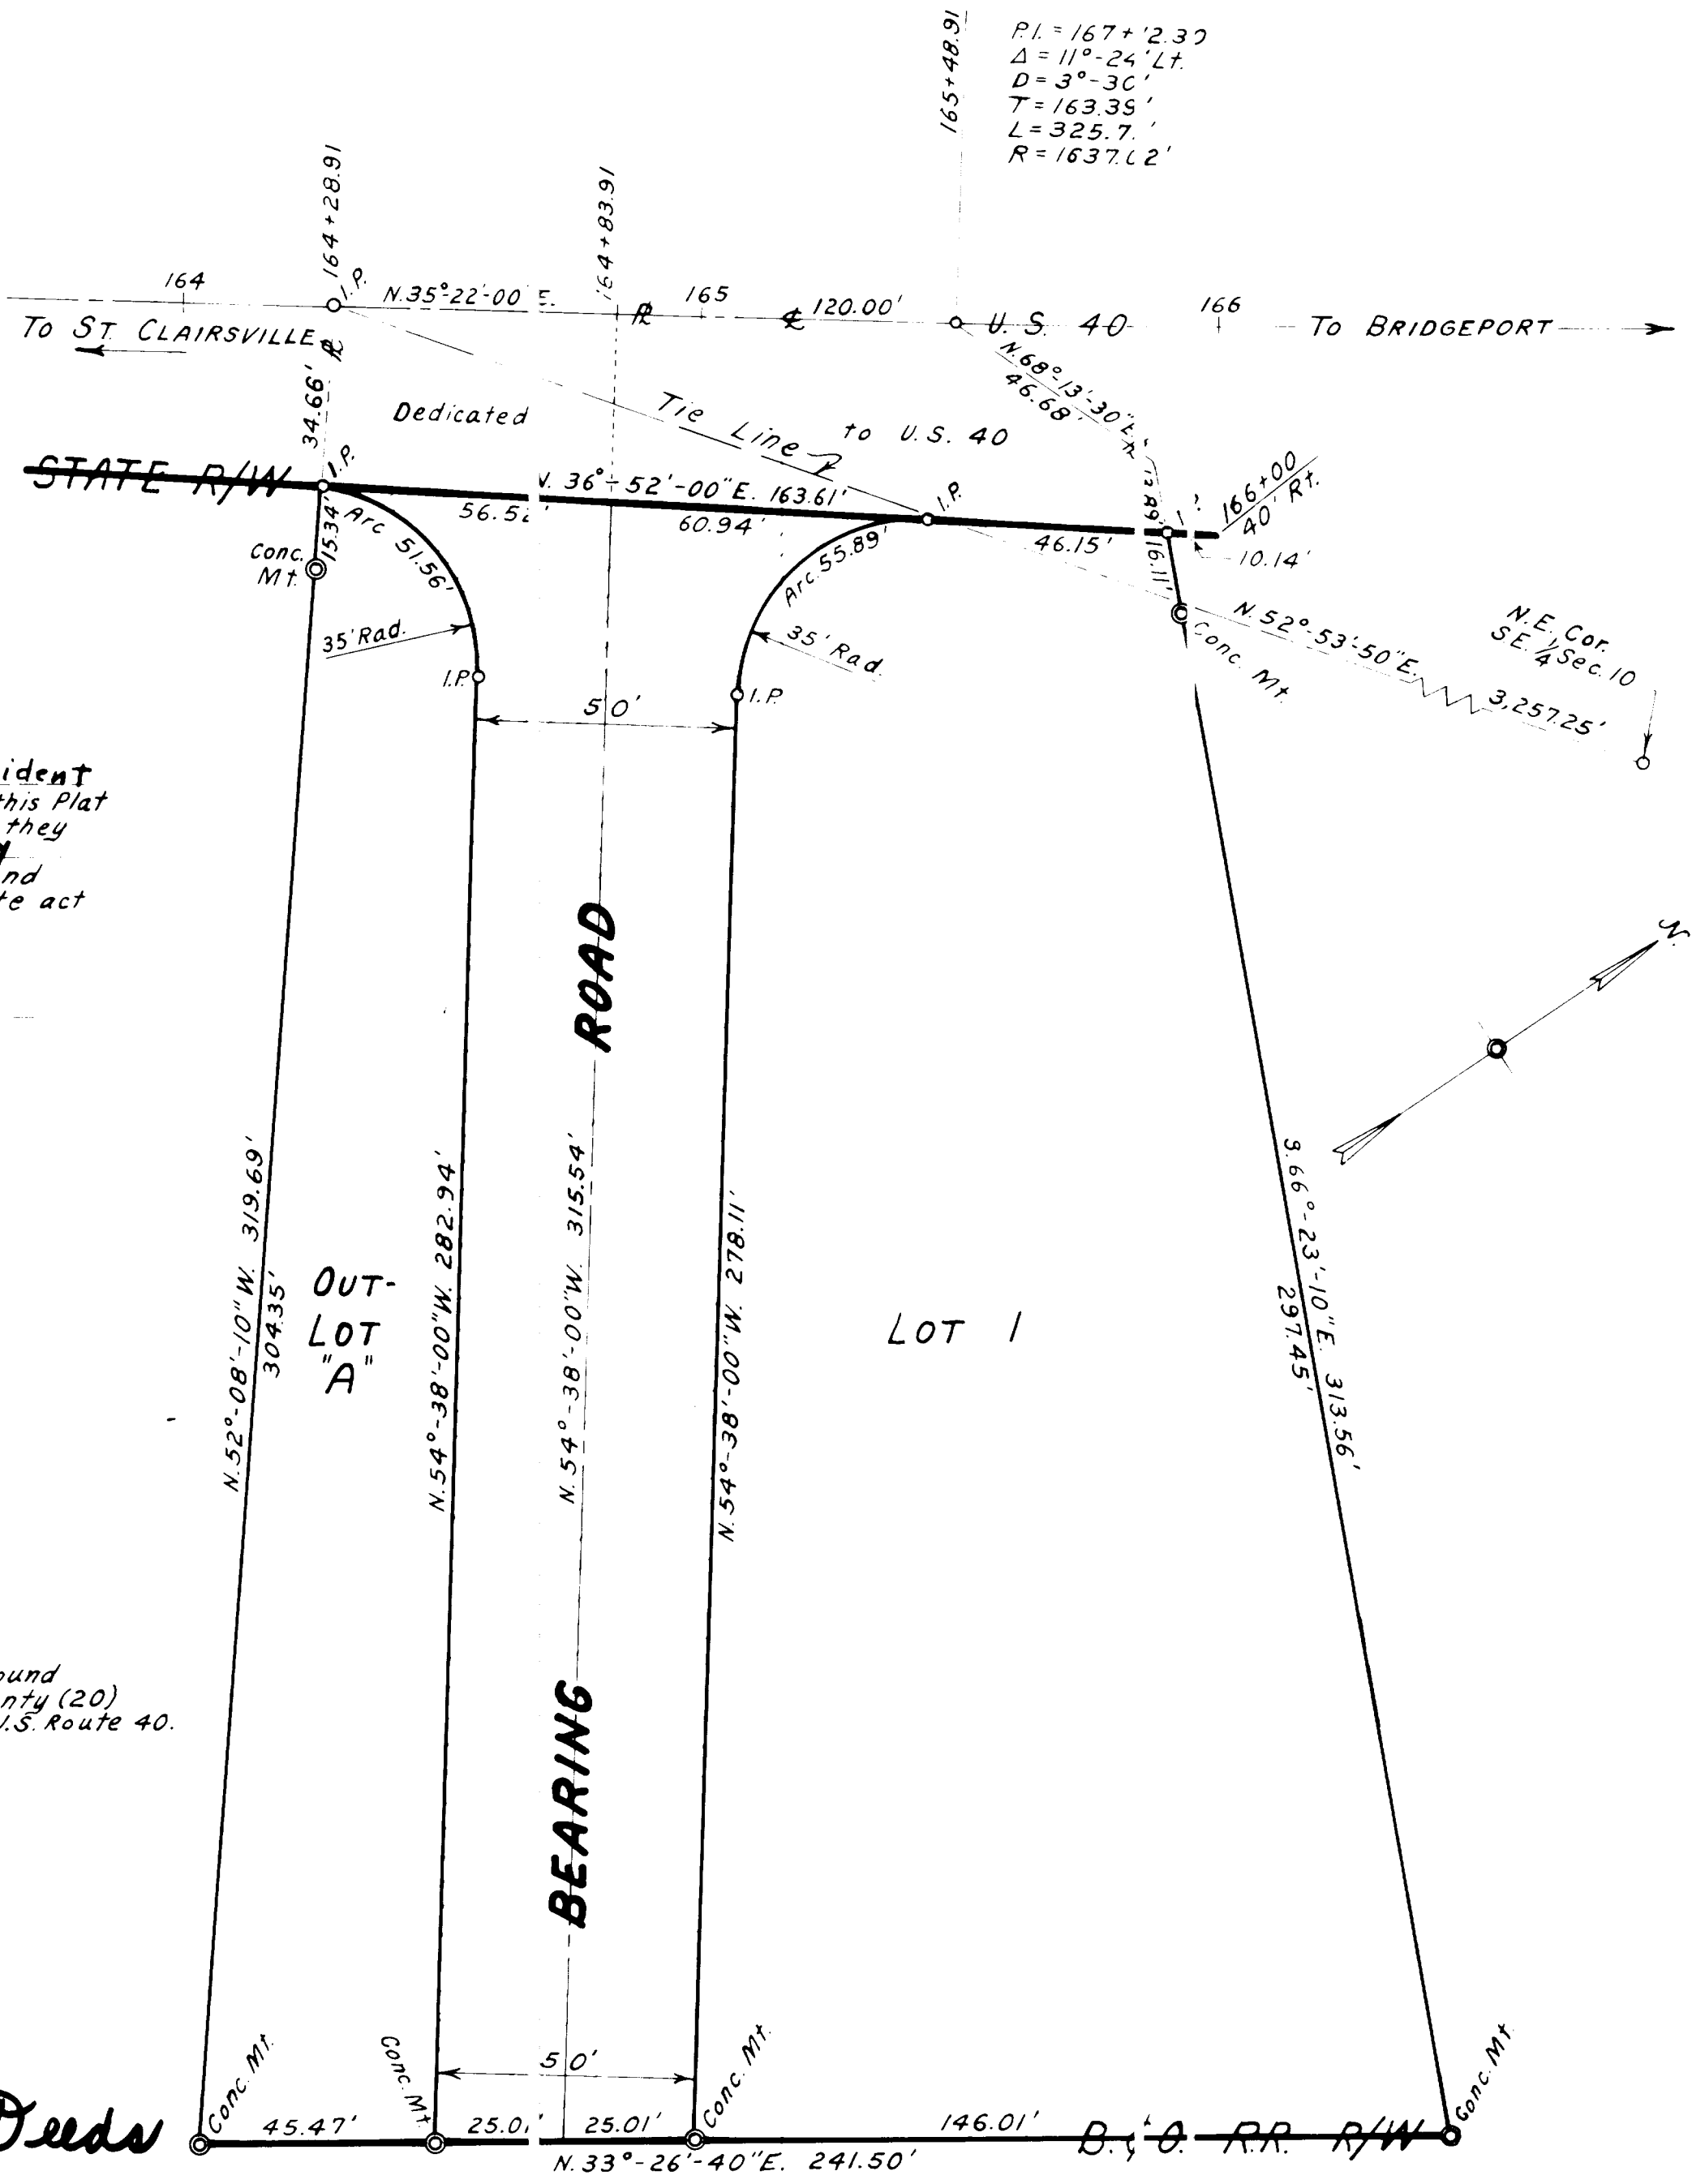 P.I. = 167+
Δ = 11°-24' Lt.
D = 3°-30'
T = 163.39'
L = 325.7
R = 1637.02'
165+48.91
164+28.91
164+83.91
164
I.P.
N.35°-22'-00" E.
165
120.00'
U.S. 40
166
TO BRIDGEPORT
TO ST. CLAIRSVILLE
34.66'
Dedicated
Tie Line
to U.S. 40
N.68°-13'-30"E.
46.68'
STATE R/W
I.P.
N. 36°-52'-00"E. 163.61'
56.52'
60.94'
I.P.
46.15'
166+00
40' Rt.
10.14'
15.34'
Conc.
Mt.
Arc 51.56'
Arc 55.89'
16.11'
Conc. Mt.
35' Rad.
35' Rad.
I.P.
I.P.
50'
N.52°-53'-50"E.
3,257.25'
N.E. Cor.
S.E. 1/4 Sec. 10
ident
this Plat
they
nd
te act
N.
ROAD
N.52°-08'-10"W. 319.69'
304.35'
OUT-
LOT
"A"
N.54°-38'-00"W. 282.94'
N.54°-38'-00"W. 315.54'
N.54°-38'-00"W. 278.11'
LOT 1
S.66°-23'-10"E. 313.56'
297.45'
ound
nty (20)
U.S. Route 40.
BEARING
Deeds
Conc. Mt.
Conc. Mt.
50'
Conc. Mt.
Conc. Mt.
45.47'
25.01'
25.01'
146.01'
B.&O. R.R. R/W
N.33°-26'-40"E. 241.50'